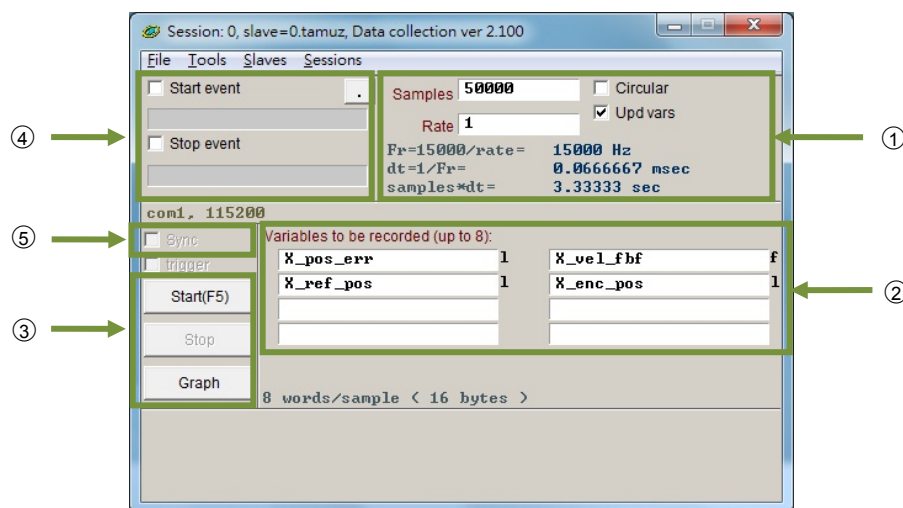 Session: 0, slave=0.tamuz, Data collection ver 2.100
File Tools Slaves Sessions
Start event .
Stop event
Samples 50000
Rate 1
Circular
Upd vars
Fr=15000/rate= 15000 Hz
dt=1/Fr= 0.0666667 msec
samples*dt= 3.33333 sec
④
①
com1, 115200
⑤
Sync
trigger
Variables to be recorded (up to 8):
X_pos_err l X_vel_fbf f
X_ref_pos l X_enc_pos l
②
③
Start(F5)
Stop
Graph
8 words/sample ( 16 bytes )